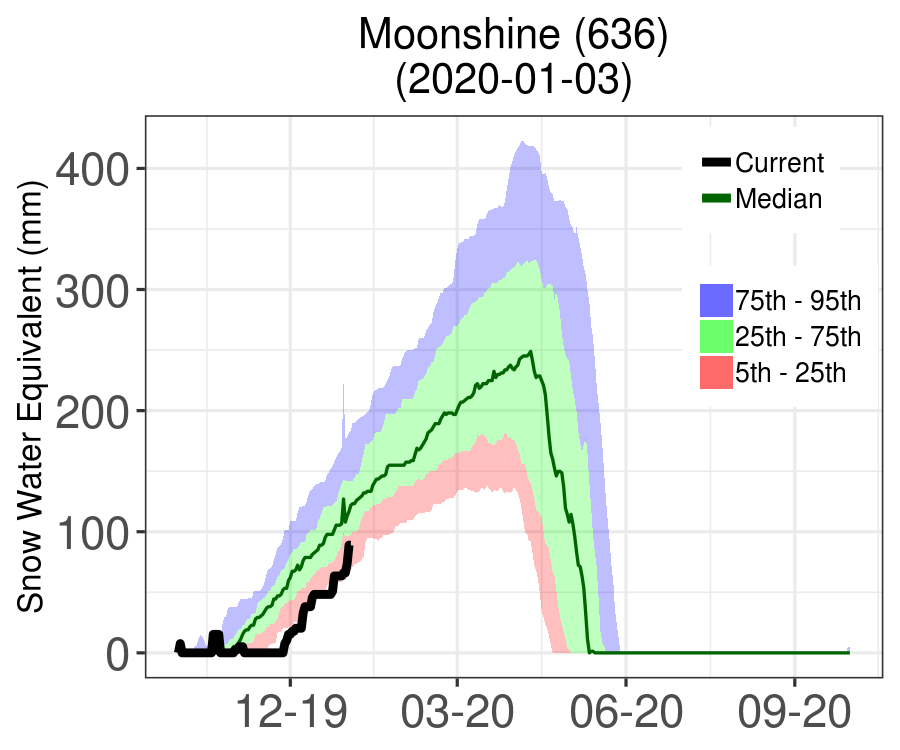 Moonshine (636)
(2020-01-03)
Snow Water Equivalent (mm)
400
300
200
100
0
12-19
03-20
06-20
09-20
Current
Median
75th - 95th
25th - 75th
5th - 25th